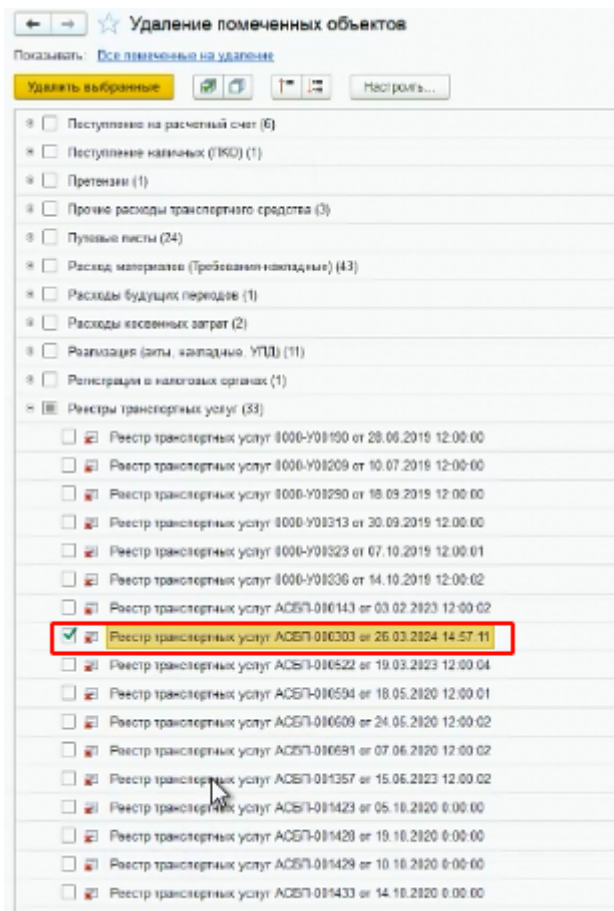 Удаление помеченных объектов
Показывать: Все помеченные на удаление
Удалить выбранные Настроить...
Поступление на расчетный счет (6)
Поступление наличных (ПКО) (1)
Претензии (1)
Прочие расходы транспортного средства (3)
Путевые листы (24)
Расход материалов (Требования-накладные) (43)
Расходы будущих периодов (1)
Расходы косвенных затрат (2)
Реализация (акты, накладные, УПД) (11)
Регистрации в налоговых органах (1)
Реестры транспортных услуг (33)
Реестр транспортных услуг 0000-У00190 от 28.06.2019 12:00:00
Реестр транспортных услуг 0000-У00209 от 10.07.2019 12:00:00
Реестр транспортных услуг 0000-У00290 от 18.09.2019 12:00:00
Реестр транспортных услуг 0000-У00313 от 30.09.2019 12:00:00
Реестр транспортных услуг 0000-У00323 от 07.10.2019 12:00:01
Реестр транспортных услуг 0000-У00336 от 14.10.2019 12:00:02
Реестр транспортных услуг АСБП-000143 от 03.02.2023 12:00:02
Реестр транспортных услуг АСБП-000303 от 26.03.2024 14:57:11
Реестр транспортных услуг АСБП-000522 от 19.03.2023 12:00:04
Реестр транспортных услуг АСБП-000594 от 18.05.2020 12:00:01
Реестр транспортных услуг АСБП-000609 от 24.05.2020 12:00:02
Реестр транспортных услуг АСБП-000691 от 07.06.2020 12:00:02
Реестр транспортных услуг АСБП-001357 от 15.06.2023 12:00:02
Реестр транспортных услуг АСБП-001423 от 05.10.2020 0:00:00
Реестр транспортных услуг АСБП-001428 от 19.10.2020 0:00:00
Реестр транспортных услуг АСБП-001429 от 10.10.2020 0:00:00
Реестр транспортных услуг АСБП-001433 от 14.10.2020 0:00:00